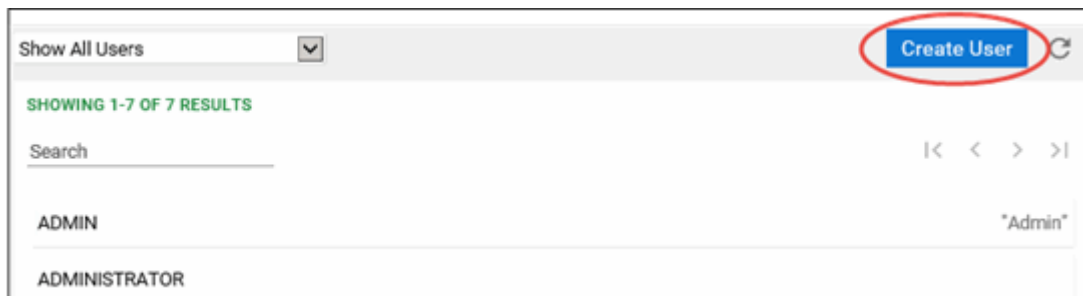 Show All Users
Create User
SHOWING 1-7 OF 7 RESULTS
Search
ADMIN
"Admin"
ADMINISTRATOR